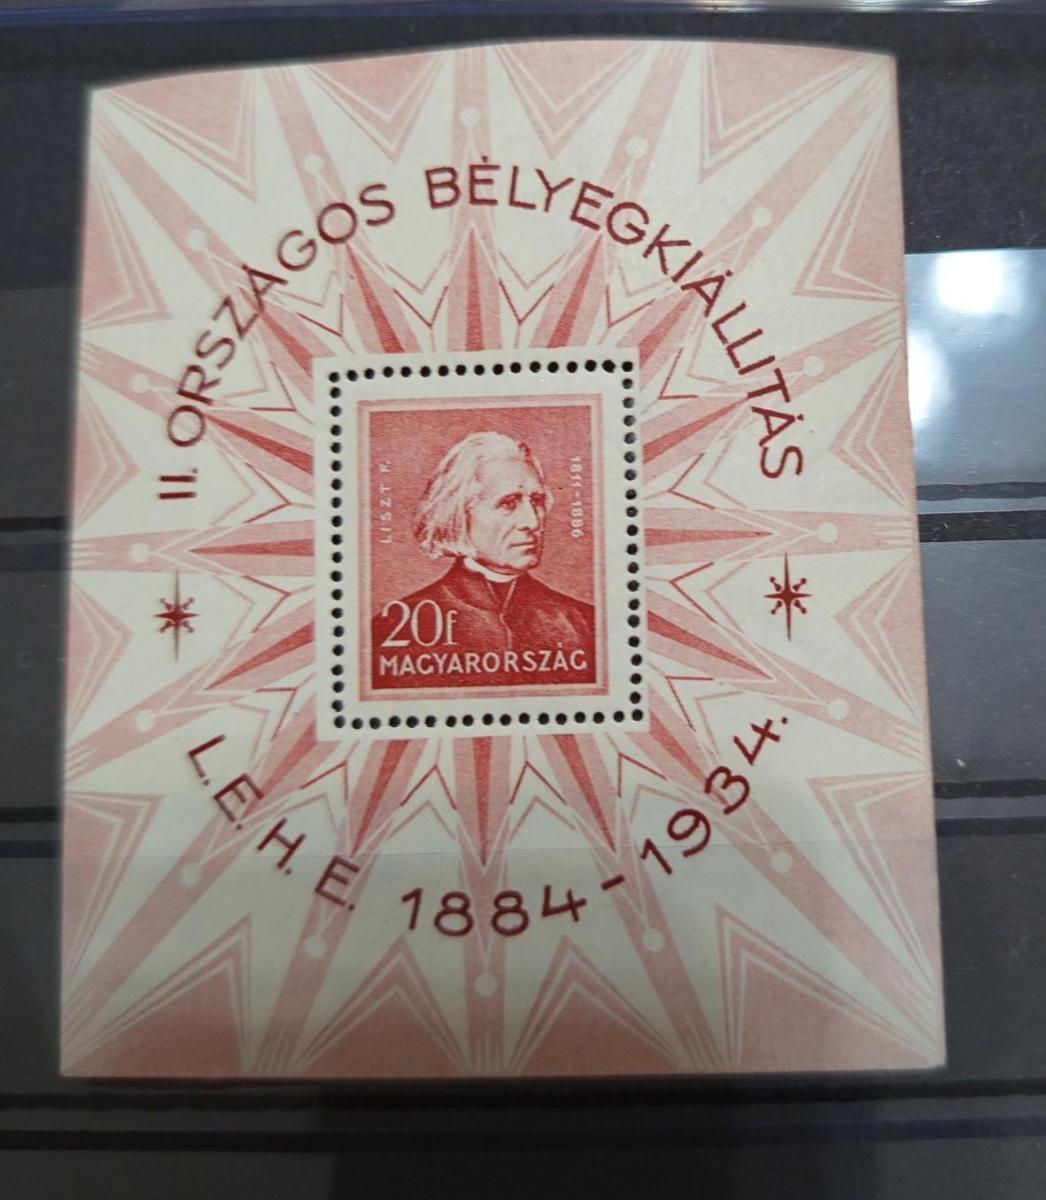 II. ORSZÁGOS BÉLYEGKIÁLLITÁS
LISZT F.
1811-1886
20f
MAGYARORSZÁG
L.E.H.E. 1884-1934.